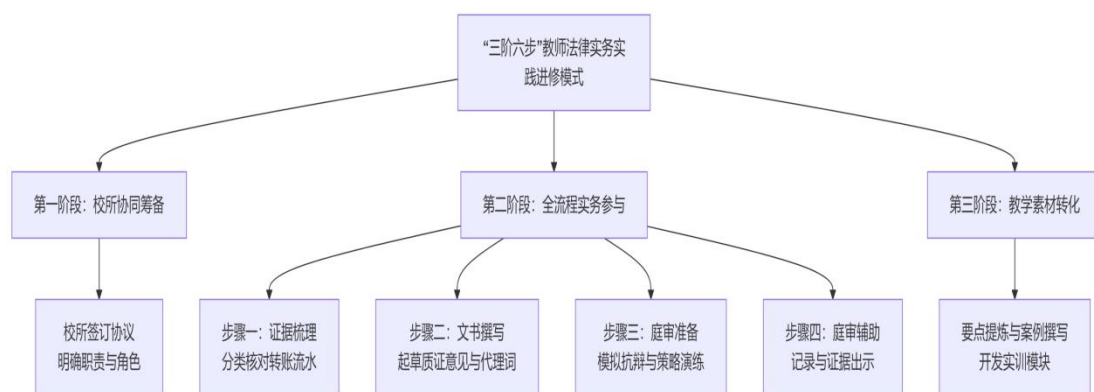 “三阶六步”教师法律实务实
践进修模式
第一阶段：校所协同筹备
第二阶段：全流程实务参与
第三阶段：教学素材转化
校所签订协议
明确职责与角色
步骤一：证据梳理
分类核对转账流水
步骤二：文书撰写
起草质证意见与代理词
步骤三：庭审准备
模拟抗辩与策略演练
步骤四：庭审辅助
记录与证据出示
要点提炼与案例撰写
开发实训模块